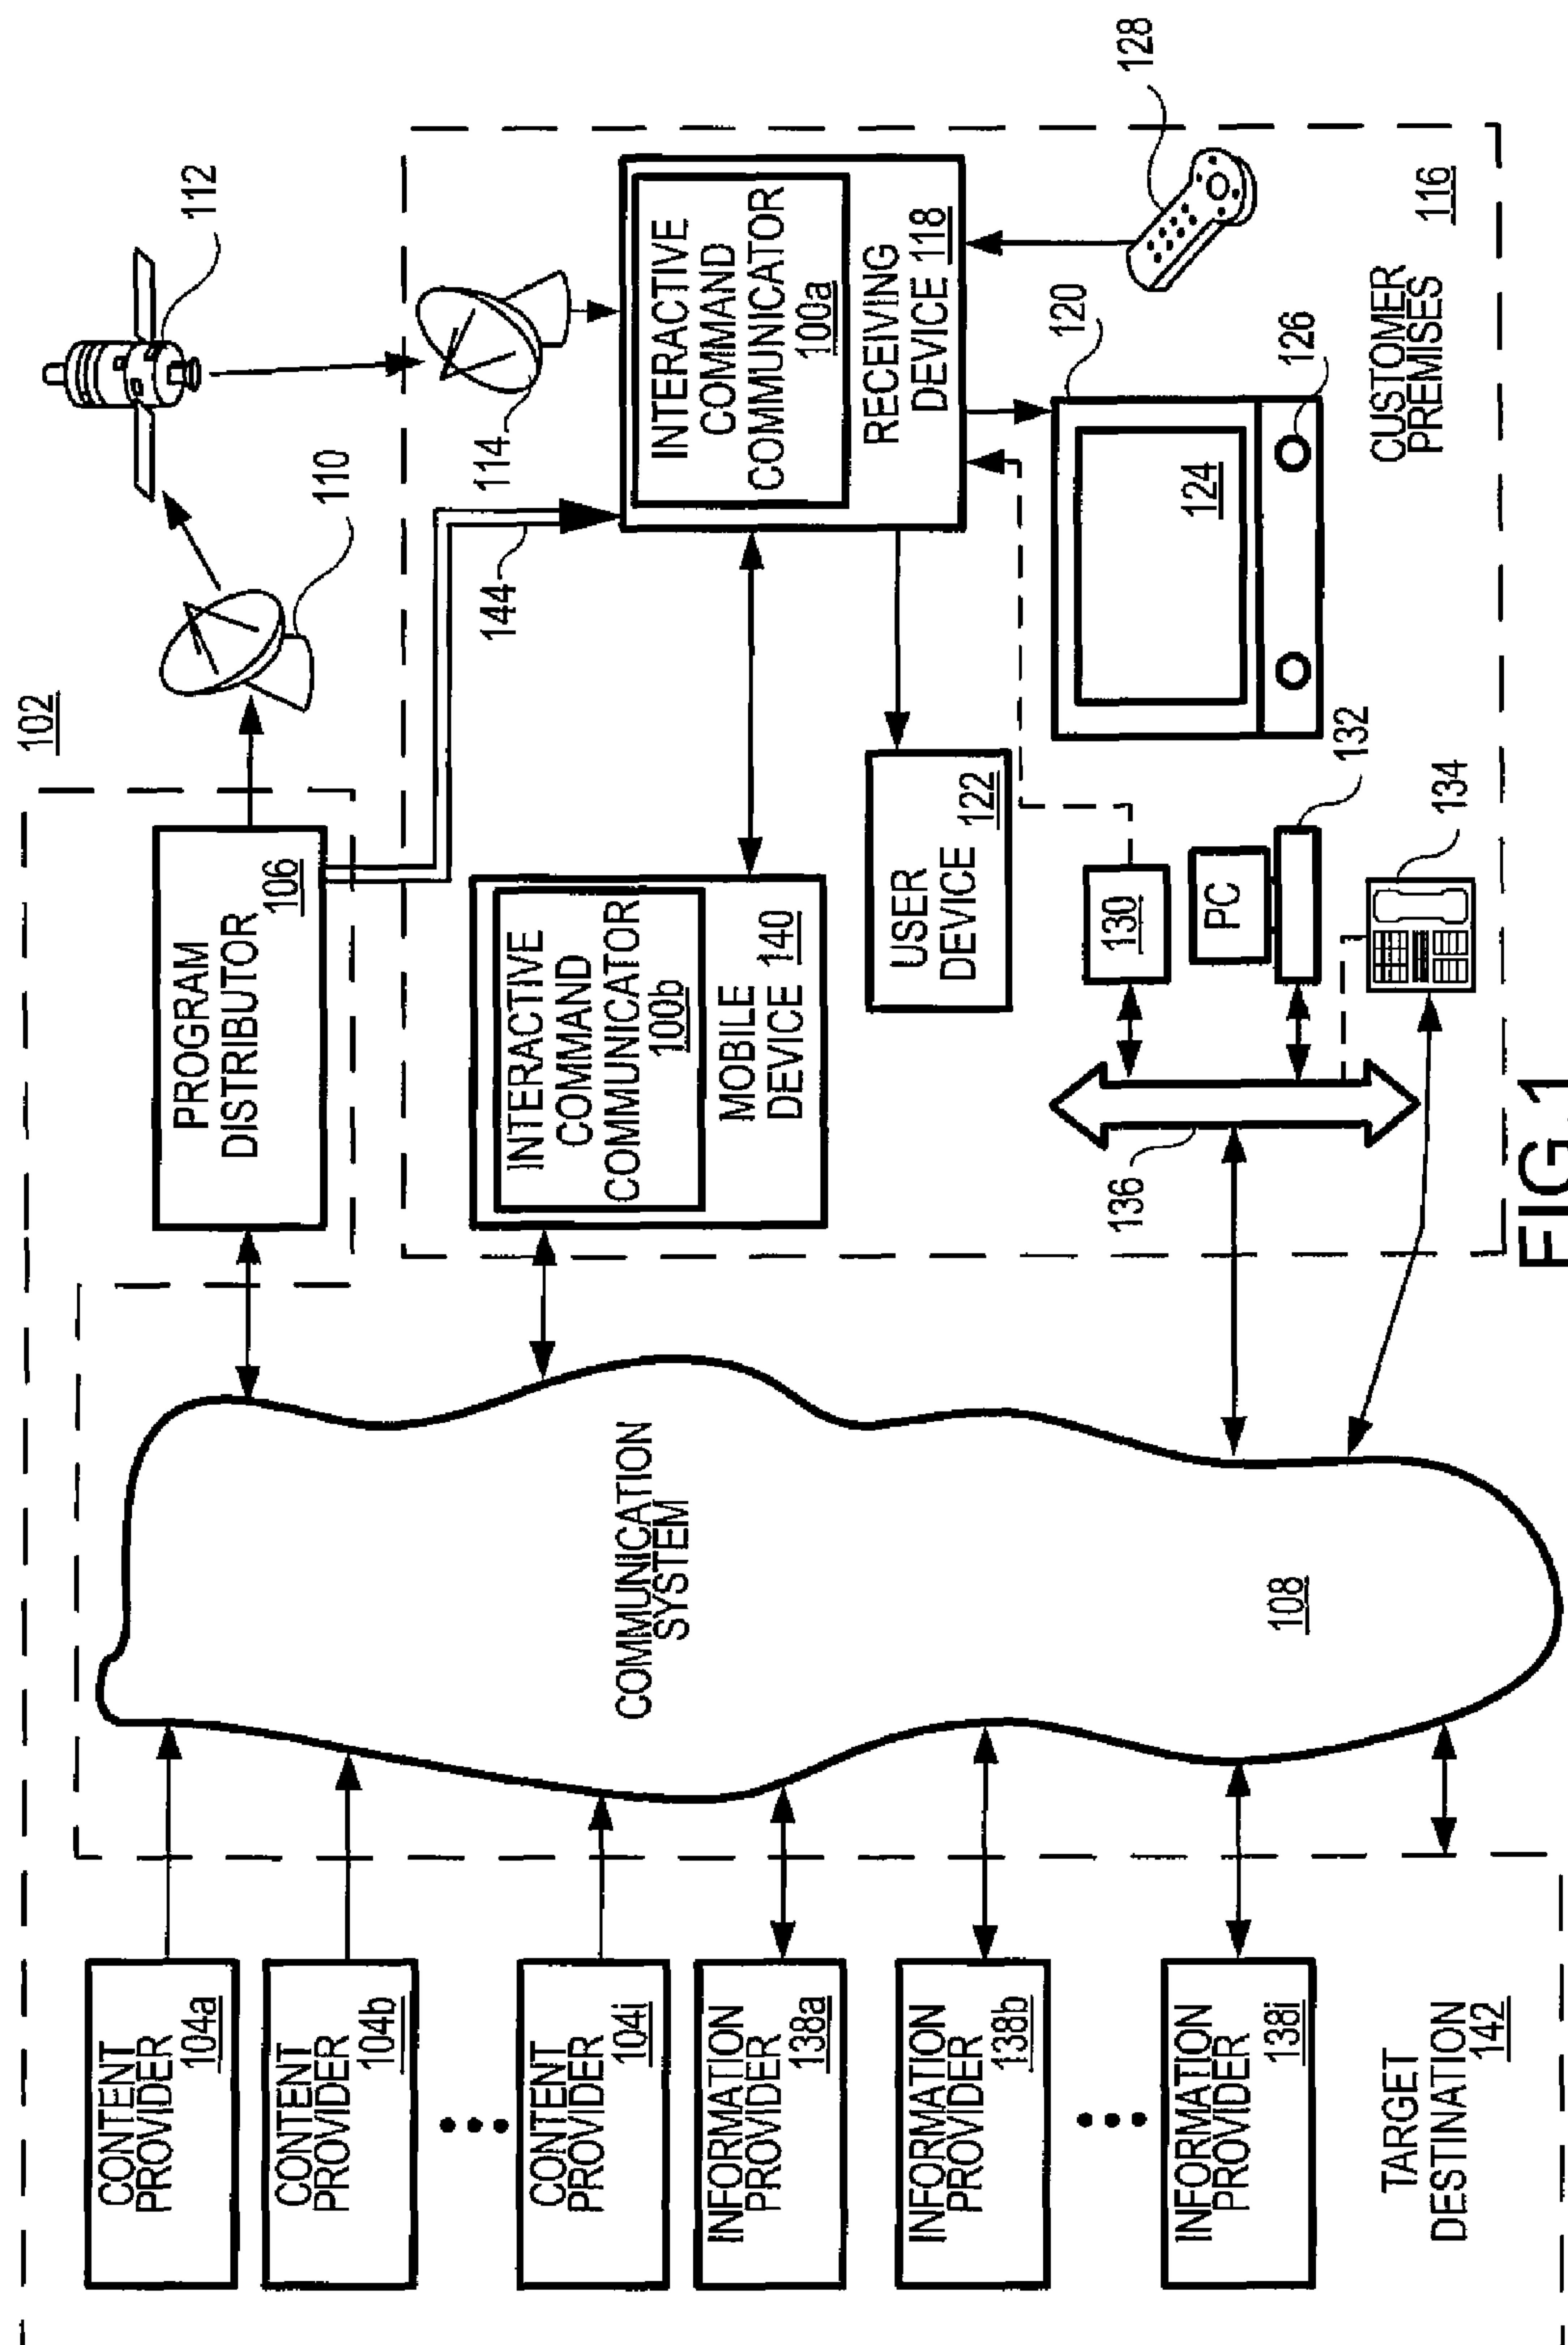 102
CONTENT
PROVIDER
104a
CONTENT
PROVIDER
104b
CONTENT
PROVIDER
104i
INFORMATION
PROVIDER
138a
INFORMATION
PROVIDER
138b
INFORMATION
PROVIDER
138i
TARGET
DESTINATION
142
COMMUNICATION
SYSTEM
108
PROGRAM
DISTRIBUTOR
106
110
112
114
144
INTERACTIVE
COMMAND
COMMUNICATOR
100b
MOBILE
DEVICE 140
INTERACTIVE
COMMAND
COMMUNICATOR
100a
RECEIVING
DEVICE 118
USER
DEVICE 122
120
124
126
128
130
PC
132
134
136
CUSTOMER
PREMISES
116
FIG.1